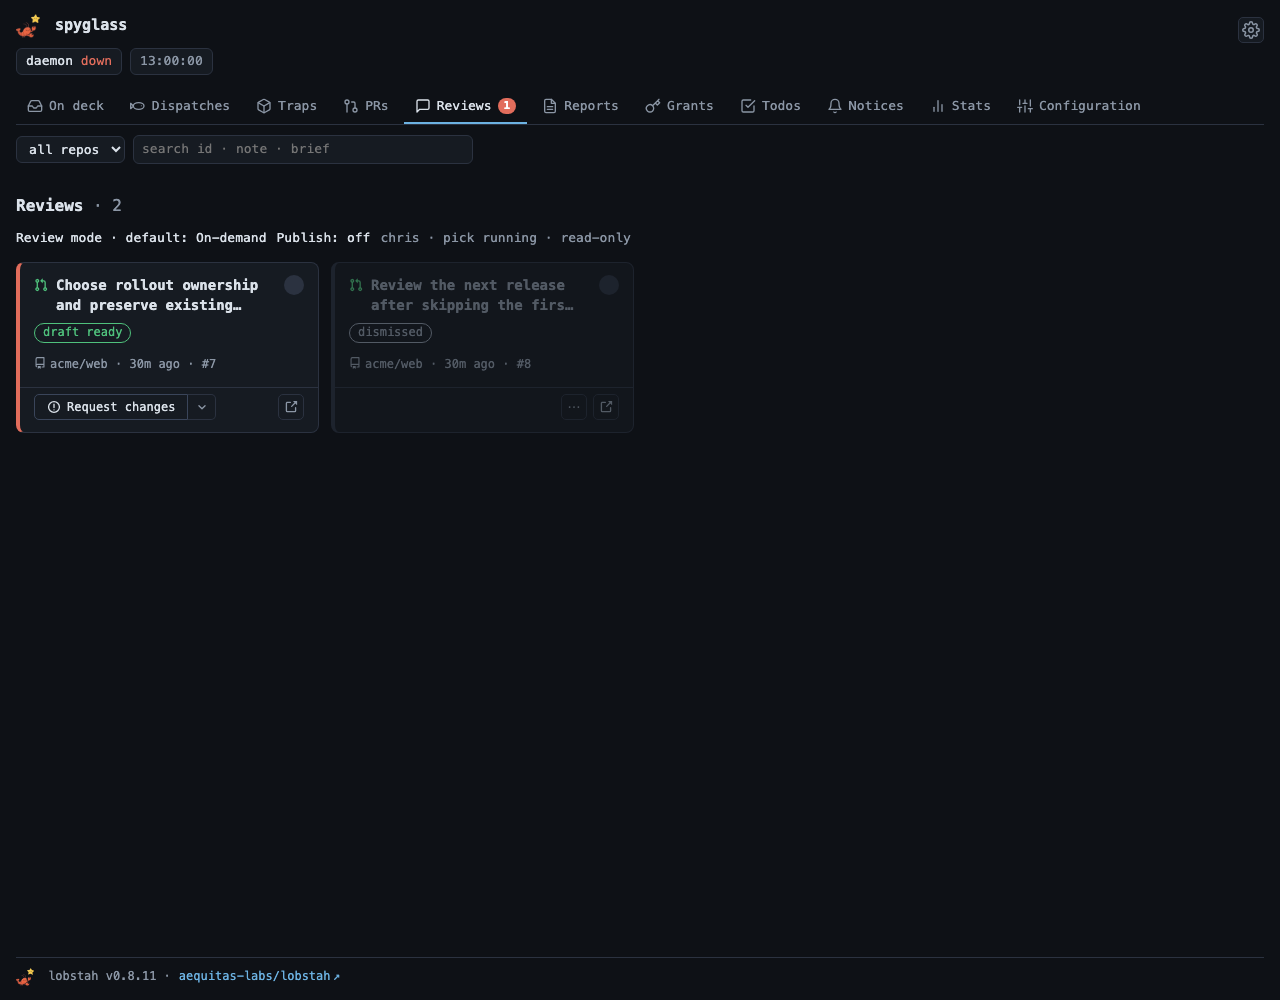 spyglass
daemon down 13:00:00
On deck Dispatches Traps PRs Reviews 1 Reports Grants Todos Notices Stats Configuration
all repos search id · note · brief
Reviews · 2
Review mode · default: On-demand Publish: off chris · pick running · read-only
Choose rollout ownership
and preserve existing…
draft ready
acme/web · 30m ago · #7
Request changes
Review the next release
after skipping the firs…
dismissed
acme/web · 30m ago · #8
lobstah v0.8.11 · aequitas-labs/lobstah↗